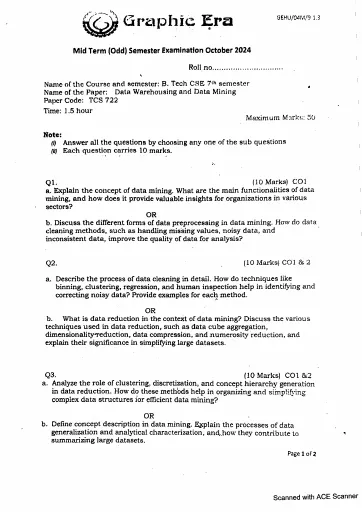 Graphic Era
GEHU/04M/9 1.3
Mid Term (Odd) Semester Examination October 2024
Roll no..............................
Name of the Course and semester: B. Tech CSE 7th semester
Name of the Paper: Data Warehousing and Data Mining
Paper Code: TCS 722
Time: 1.5 hour
Maximum Marks: 50
Note:
(i) Answer all the questions by choosing any one of the sub questions
(ii) Each question carries 10 marks.
Q1. (10 Marks) CO1
a. Explain the concept of data mining. What are the main functionalities of data
mining, and how does it provide valuable insights for organizations in various
sectors?
OR
b. Discuss the different forms of data preprocessing in data mining. How do data
cleaning methods, such as handling missing values, noisy data, and
inconsistent data, improve the quality of data for analysis?
Q2. (10 Marks) CO1 & 2
a. Describe the process of data cleaning in detail. How do techniques like
binning, clustering, regression, and human inspection help in identifying and
correcting noisy data? Provide examples for each method.
OR
b. What is data reduction in the context of data mining? Discuss the various
techniques used in data reduction, such as data cube aggregation,
dimensionality reduction, data compression, and numerosity reduction, and
explain their significance in simplifying large datasets.
Q3. (10 Marks) CO1 &2
a. Analyze the role of clustering, discretization, and concept hierarchy generation
in data reduction. How do these methods help in organizing and simplifying
complex data structures for efficient data mining?
OR
b. Define concept description in data mining. Explain the processes of data
generalization and analytical characterization, and how they contribute to
summarizing large datasets.
Page 1 of 2
Scanned with ACE Scanner